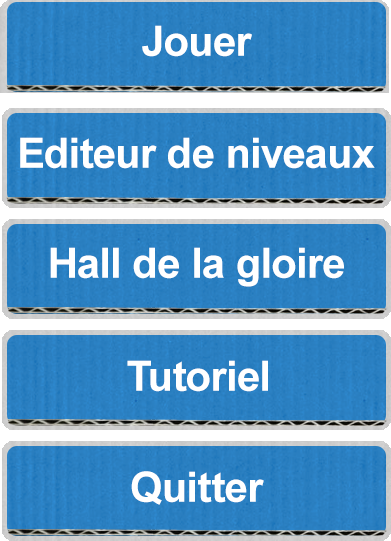 Jouer
Editeur de niveaux
Hall de la gloire
Tutoriel
Quitter